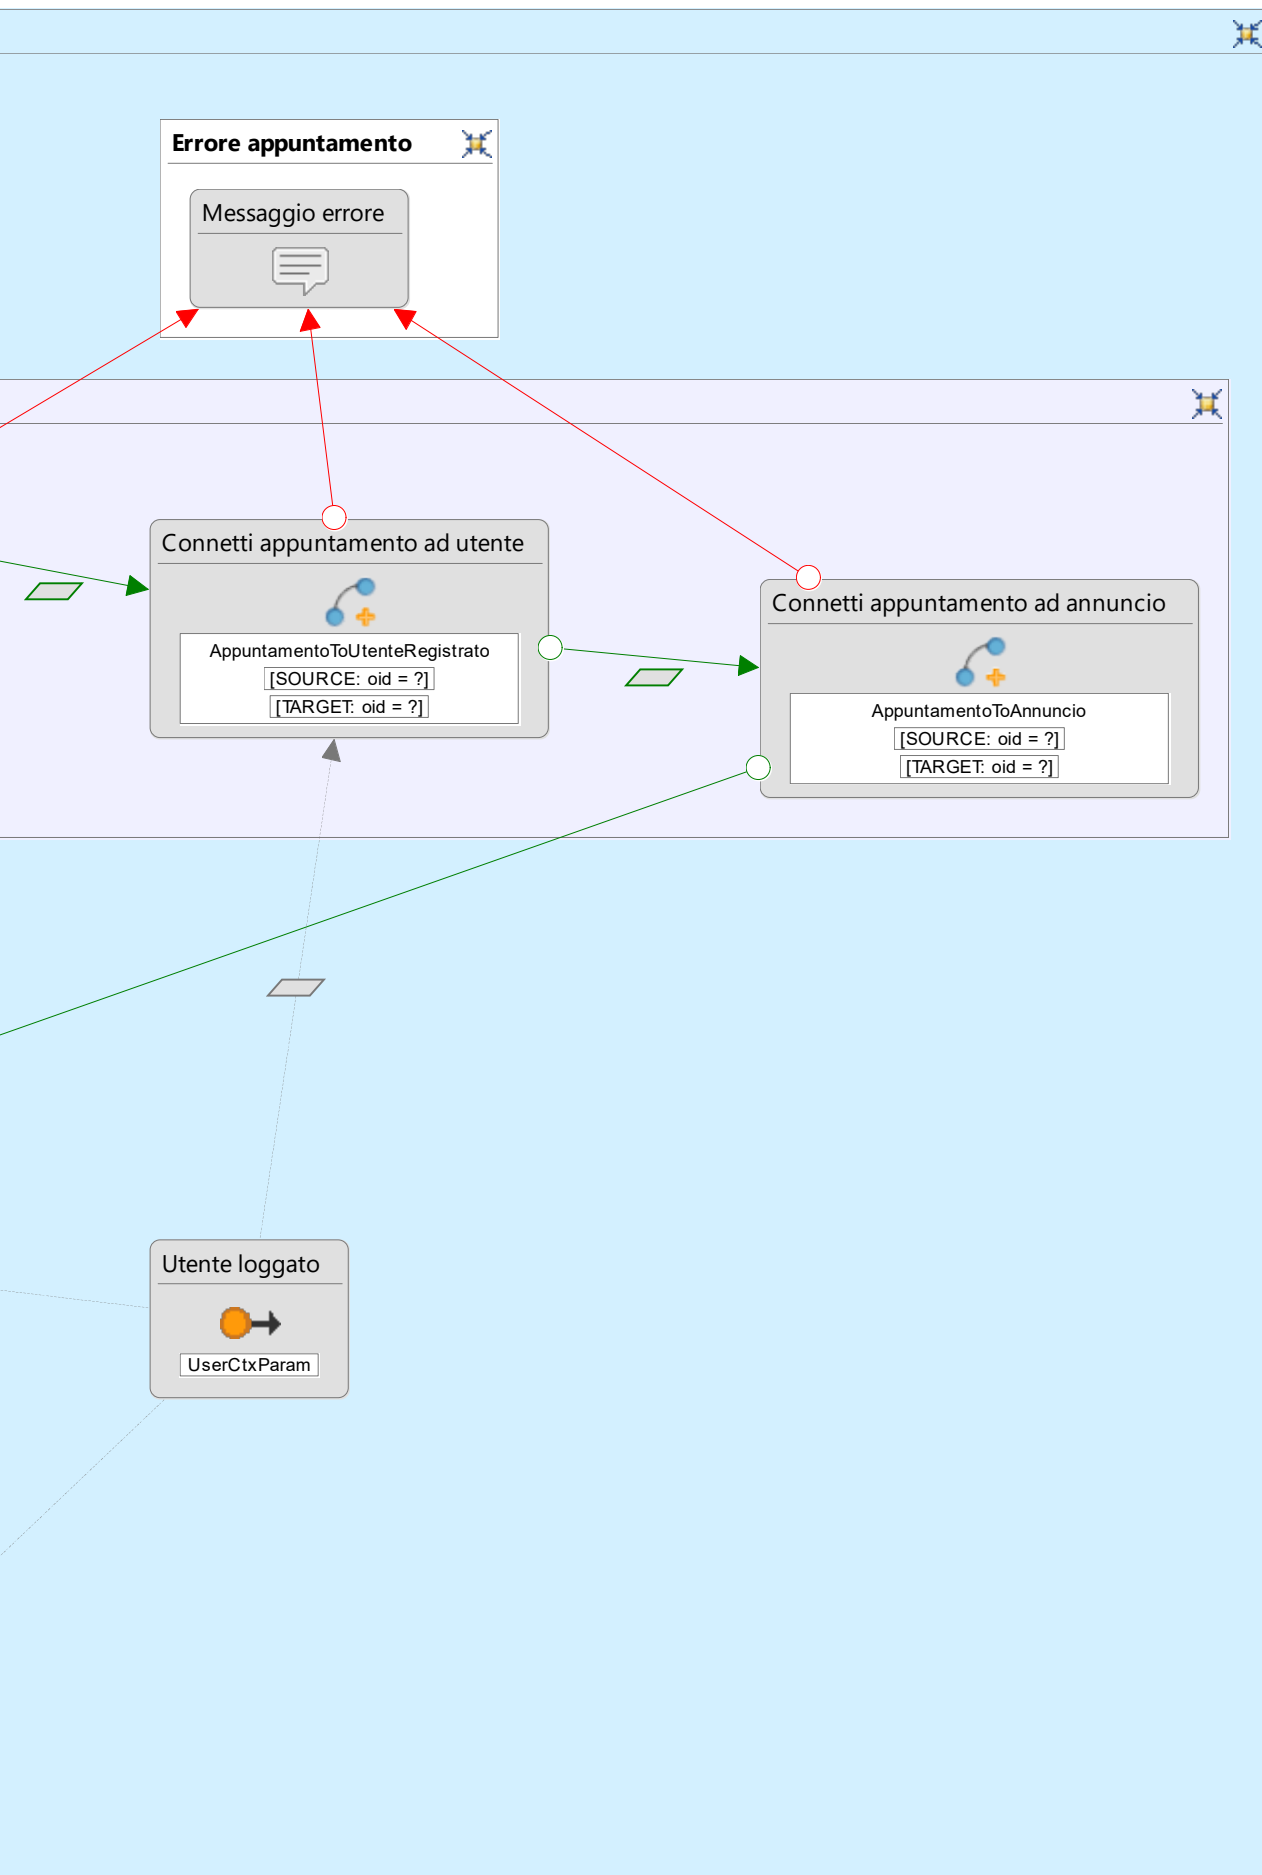 Errore appuntamento
Messaggio errore
Connetti appuntamento ad utente
AppuntamentoToUtenteRegistrato
[SOURCE: oid = ?]
[TARGET: oid = ?]
Connetti appuntamento ad annuncio
AppuntamentoToAnnuncio
[SOURCE: oid = ?]
[TARGET: oid = ?]
Utente loggato
UserCtxParam